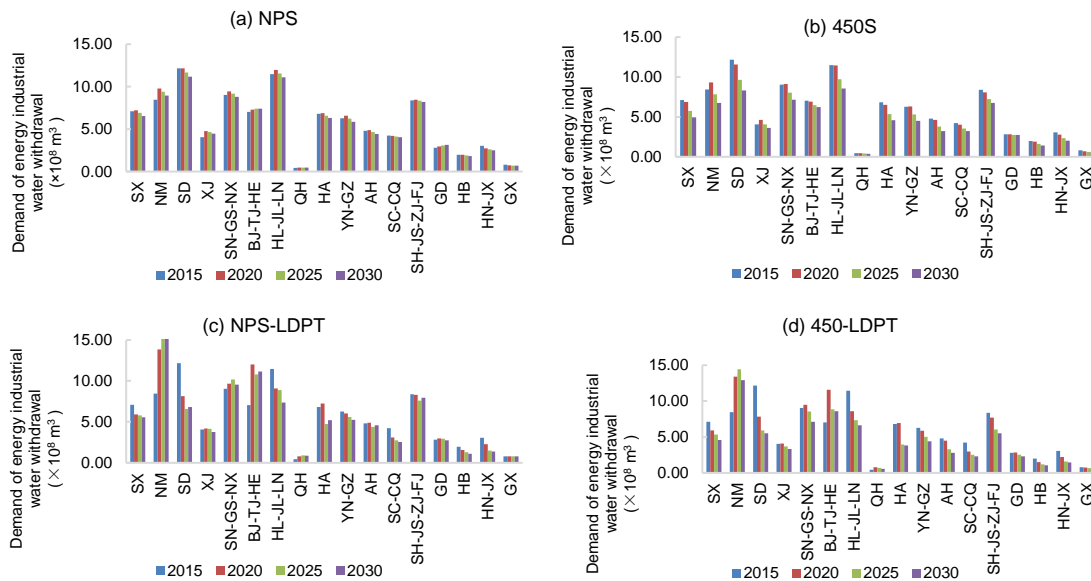 (a) NPS
Demand of energy industrial
water withdrawal
(×10⁸ m³)
15.00
10.00
5.00
0.00
SX
NM
SD
XJ
SN-GS-NX
BJ-TJ-HE
HL-JL-LN
QH
HA
YN-GZ
AH
SC-CQ
SH-JS-ZJ-FJ
GD
HB
HN-JX
GX
2015 2020 2025 2030
(b) 450S
Demand of energy industrial
water withdrawal
(×10⁸ m³)
15.00
10.00
5.00
0.00
SX
NM
SD
XJ
SN-GS-NX
BJ-TJ-HE
HL-JL-LN
QH
HA
YN-GZ
AH
SC-CQ
SH-JS-ZJ-FJ
GD
HB
HN-JX
GX
2015 2020 2025 2030
(c) NPS-LDPT
Demand of energy industrial
water withdrawal
(×10⁸ m³)
15.00
10.00
5.00
0.00
SX
NM
SD
XJ
SN-GS-NX
BJ-TJ-HE
HL-JL-LN
QH
HA
YN-GZ
AH
SC-CQ
SH-JS-ZJ-FJ
GD
HB
HN-JX
GX
2015 2020 2025 2030
(d) 450-LDPT
Demand of energy industrial
water withdrawal
(×10⁸ m³)
15.00
10.00
5.00
0.00
SX
NM
SD
XJ
SN-GS-NX
BJ-TJ-HE
HL-JL-LN
QH
HA
YN-GZ
AH
SC-CQ
SH-JS-ZJ-FJ
GD
HB
HN-JX
GX
2015 2020 2025 2030